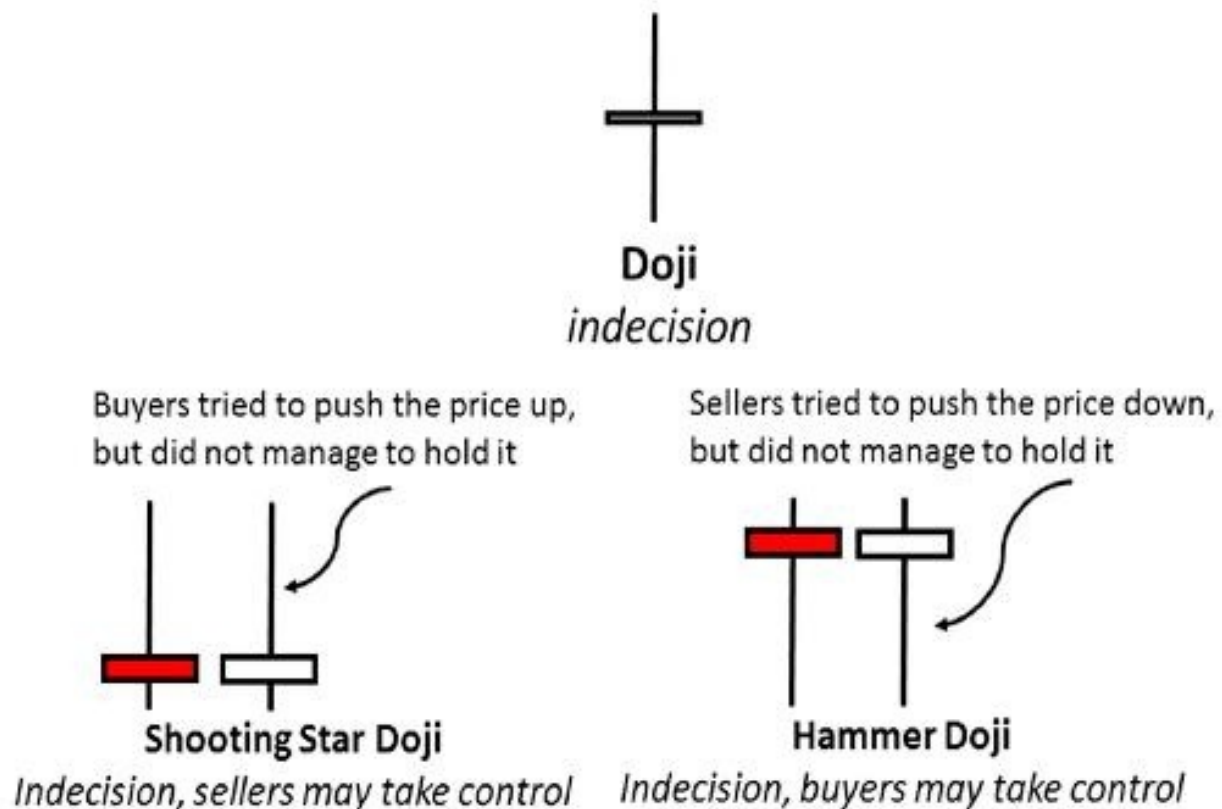 Doji
indecision
Buyers tried to push the price up,
but did not manage to hold it
Sellers tried to push the price down,
but did not manage to hold it
Shooting Star Doji
Indecision, sellers may take control
Hammer Doji
Indecision, buyers may take control